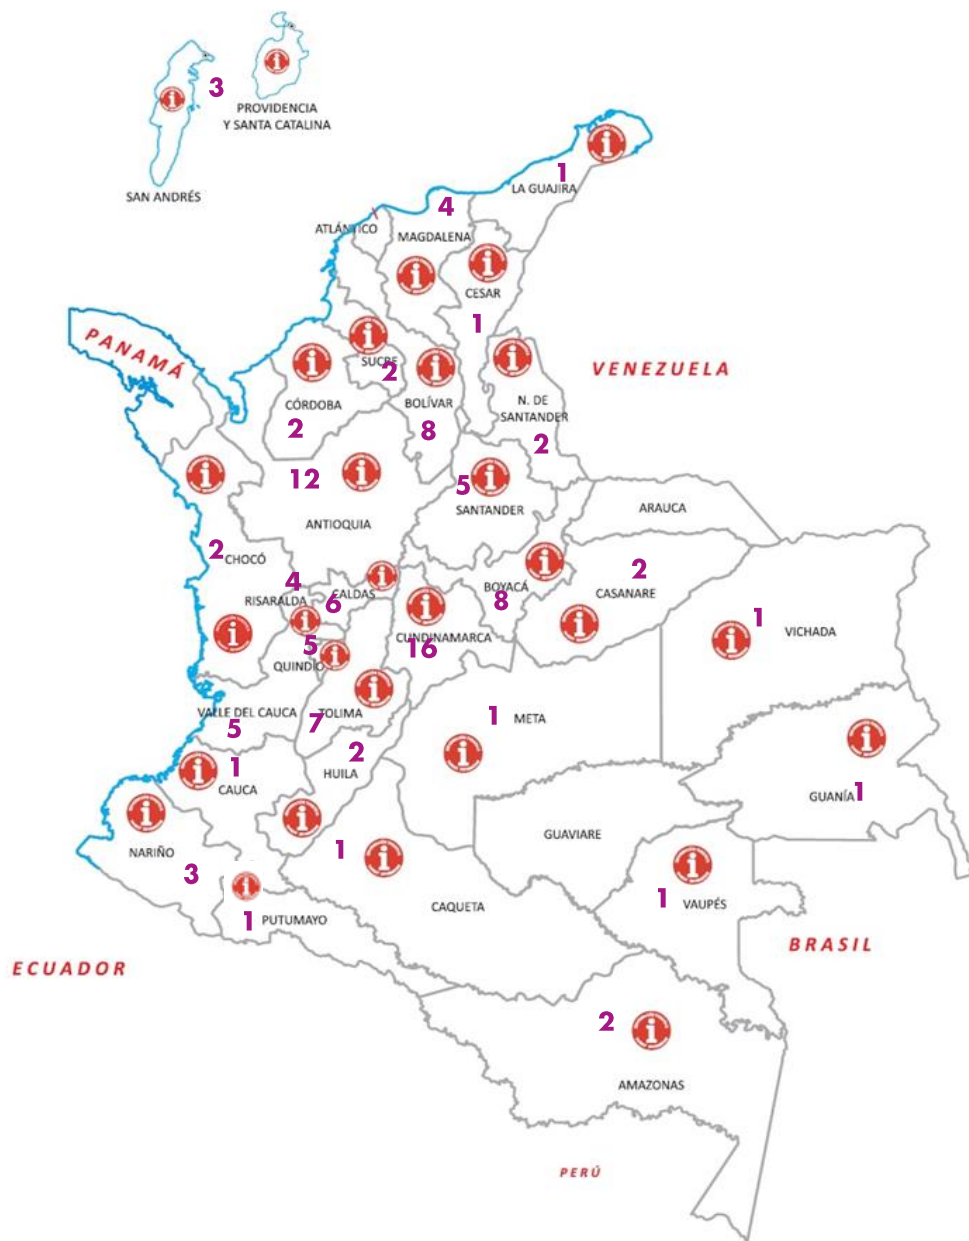 3
PROVIDENCIA
Y SANTA CATALINA
SAN ANDRÉS
1
LA GUAJIRA
4
ATLÁNTICO
MAGDALENA
CESAR
1
PANAMÁ
SUCRE
2
VENEZUELA
CÓRDOBA
2
BOLÍVAR
8
N. DE
SANTANDER
2
12
ANTIOQUIA
5
SANTANDER
ARAUCA
2
CHOCÓ
4
RISARALDA
CALDAS
6
BOYACÁ
8
2
CASANARE
CUNDINAMARCA
16
1
VICHADA
5
QUINDÍO
VALLE DEL CAUCA
5
7
TOLIMA
1
META
2
HUILA
1
CAUCA
GUANÍA
1
NARIÑO
3
1
GUAVIARE
CAQUETA
1
VAUPÉS
1
PUTUMAYO
BRASIL
ECUADOR
2
AMAZONAS
PERÚ